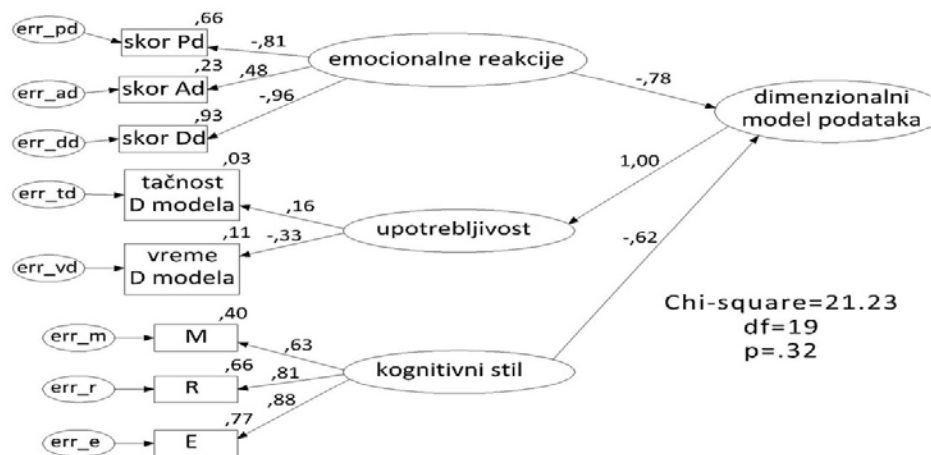 err_pd
,66
skor Pd
-,81
emocionalne reakcije
err_ad
,23
skor Ad
,48
-,78
dimenzionalni
model podataka
err_dd
,93
skor Dd
-,96
err_td
,03
tačnost
D modela
,16
1,00
upotrebljivost
err_vd
,11
vreme
D modela
-,33
-,62
Chi-square=21.23
df=19
p=.32
err_m
,40
M
,63
kognitivni stil
err_r
,66
R
,81
err_e
,77
E
,88